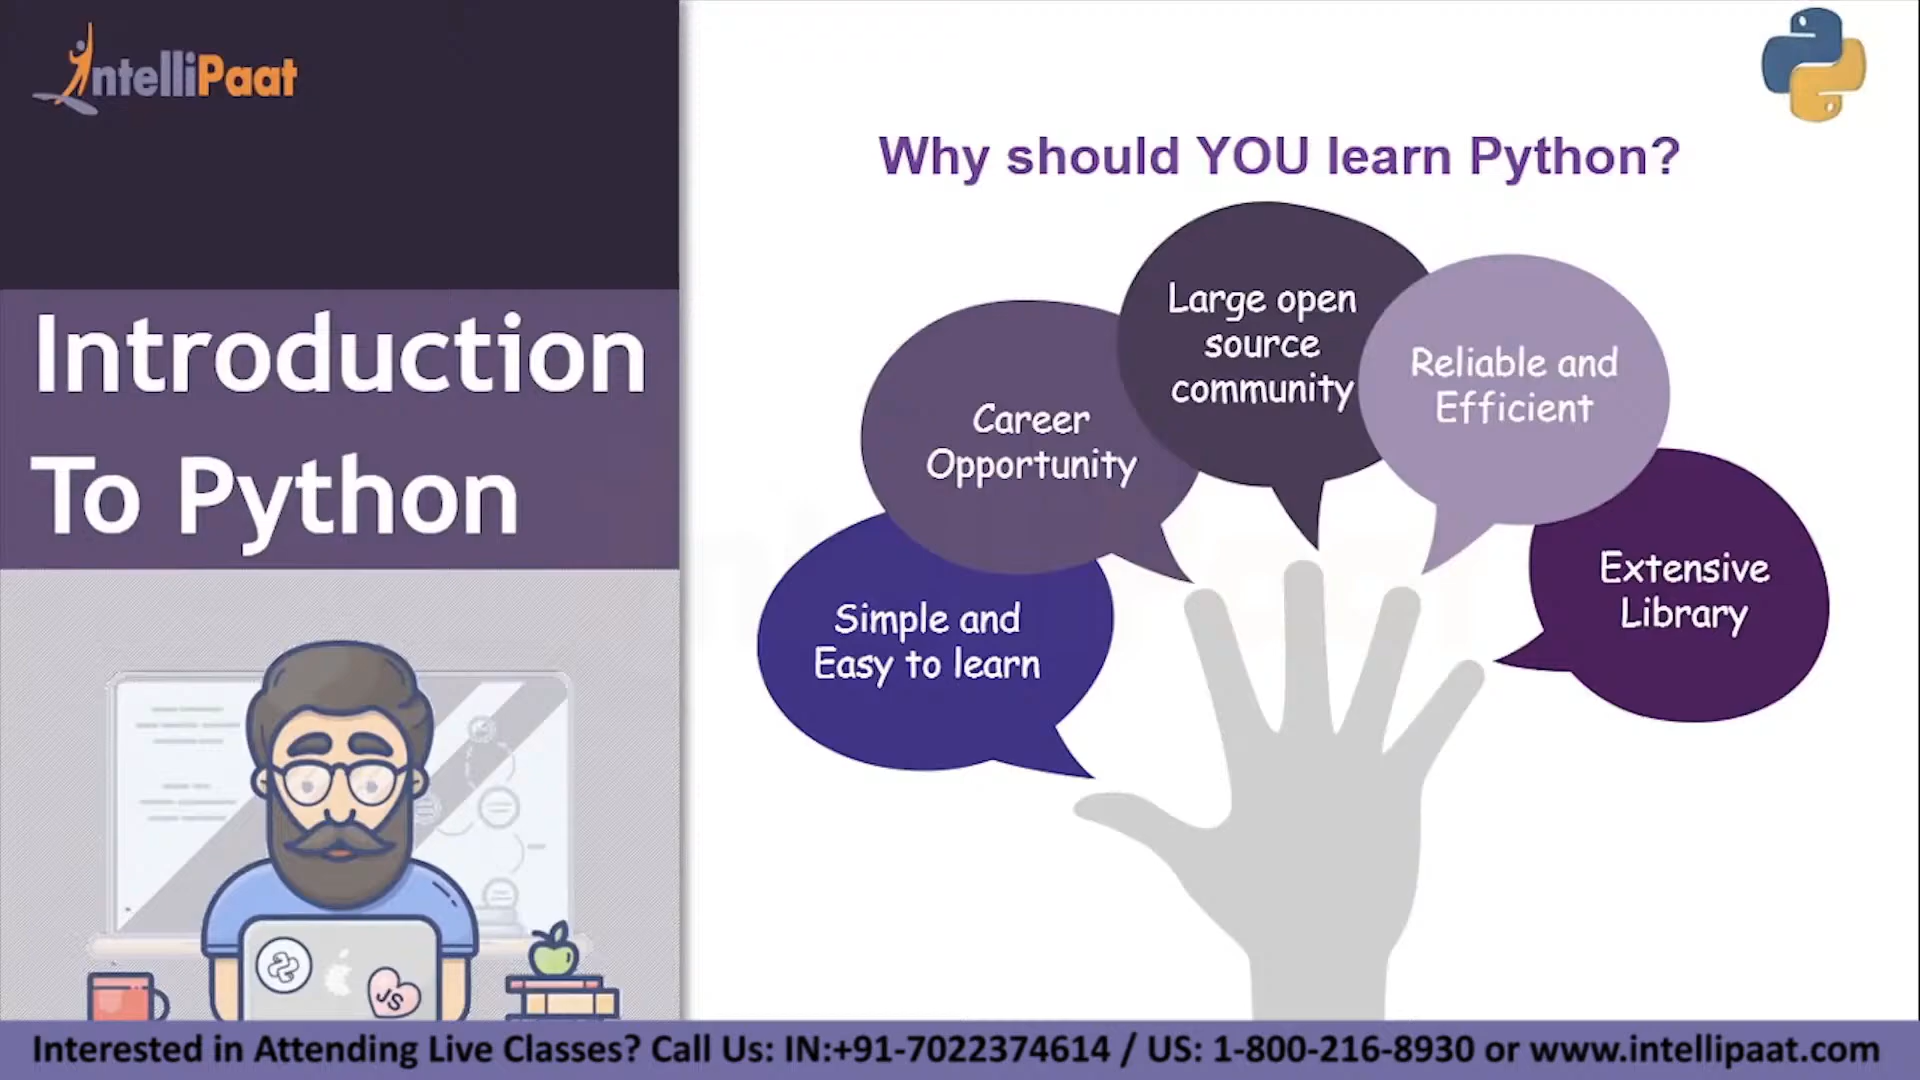 IntelliPaat
Introduction
To Python
Why should YOU learn Python?
Simple and
Easy to learn
Career
Opportunity
Large open
source
community
Reliable and
Efficient
Extensive
Library
JS
Interested in Attending Live Classes? Call Us: IN:+91-7022374614 / US: 1-800-216-8930 or www.intellipaat.com